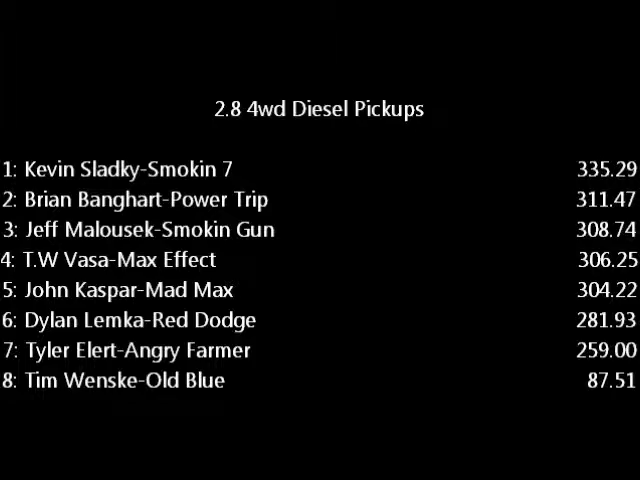 2.8 4wd Diesel Pickups
1: Kevin Sladky-Smokin 7 335.29
2: Brian Banghart-Power Trip 311.47
3: Jeff Malousek-Smokin Gun 308.74
4: T.W Vasa-Max Effect 306.25
5: John Kaspar-Mad Max 304.22
6: Dylan Lemka-Red Dodge 281.93
7: Tyler Elert-Angry Farmer 259.00
8: Tim Wenske-Old Blue 87.51